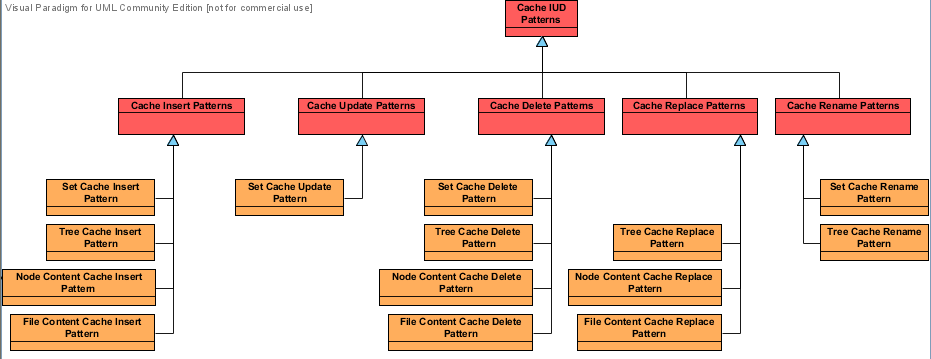 Visual Paradigm for UML Community Edition [not for commercial use]
Cache IUD
Patterns
Cache Insert Patterns
Cache Update Patterns
Cache Delete Patterns
Cache Replace Patterns
Cache Rename Patterns
Set Cache Insert
Pattern
Set Cache Update
Pattern
Set Cache Delete
Pattern
Set Cache Rename
Pattern
Tree Cache Insert
Pattern
Tree Cache Delete
Pattern
Tree Cache Replace
Pattern
Tree Cache Rename
Pattern
Node Content Cache Insert
Pattern
Node Content Cache Delete
Pattern
Node Content Cache Replace
Pattern
File Content Cache Insert
Pattern
File Content Cache Delete
Pattern
File Content Cache Replace
Pattern